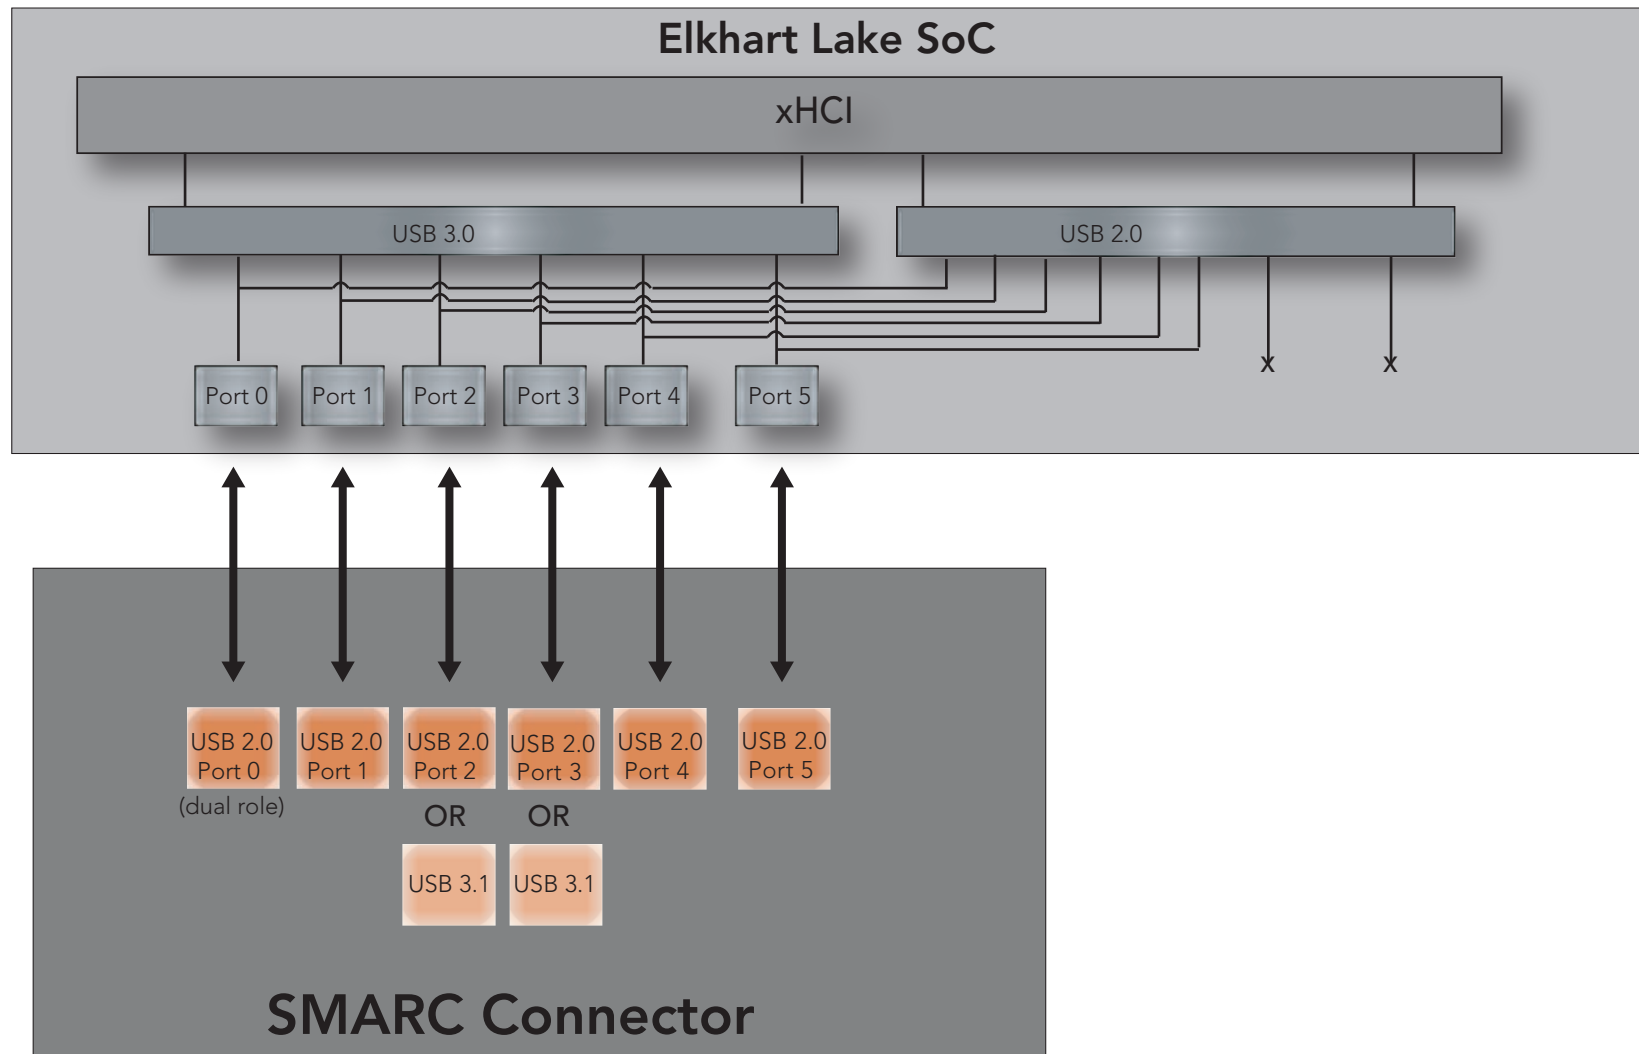 Elkhart Lake SoC
xHCI
USB 3.0
USB 2.0
x
x
Port 0
Port 1
Port 2
Port 3
Port 4
Port 5
USB 2.0
Port 0
(dual role)
USB 2.0
Port 1
USB 2.0
Port 2
OR
USB 3.1
USB 2.0
Port 3
OR
USB 3.1
USB 2.0
Port 4
USB 2.0
Port 5
SMARC Connector